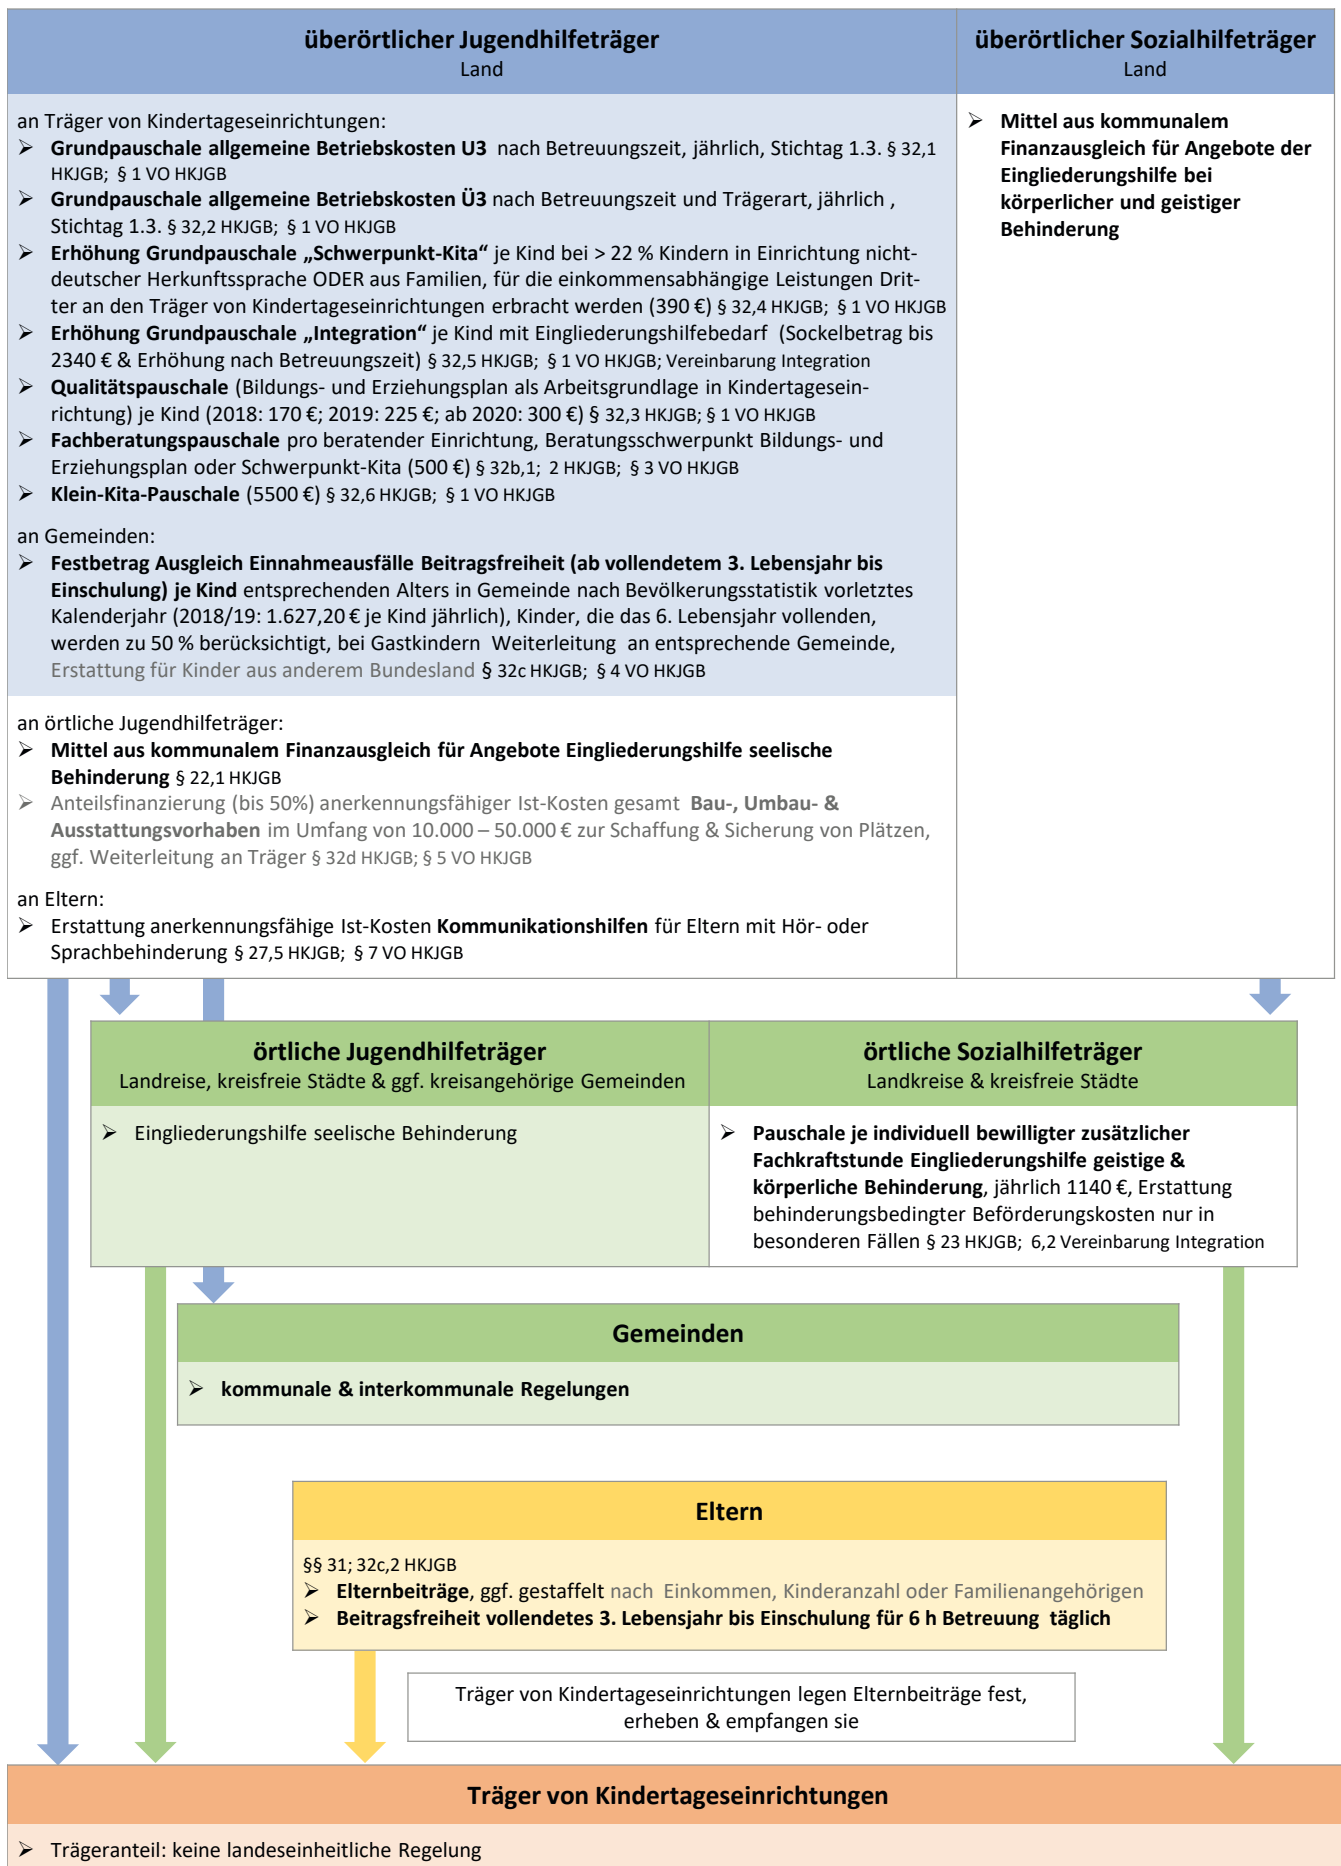 überörtlicher Jugendhilfeträger
Land
an Träger von Kindertageseinrichtungen:
➢ Grundpauschale allgemeine Betriebskosten U3 nach Betreuungszeit, jährlich, Stichtag 1.3. § 32,1
HKJGB; § 1 VO HKJGB
➢ Grundpauschale allgemeine Betriebskosten Ü3 nach Betreuungszeit und Trägerart, jährlich ,
Stichtag 1.3. § 32,2 HKJGB; § 1 VO HKJGB
➢ Erhöhung Grundpauschale „Schwerpunkt-Kita“ je Kind bei > 22 % Kindern in Einrichtung nicht-
deutscher Herkunftssprache ODER aus Familien, für die einkommensabhängige Leistungen Drit-
ter an den Träger von Kindertageseinrichtungen erbracht werden (390 €) § 32,4 HKJGB; § 1 VO HKJGB
➢ Erhöhung Grundpauschale „Integration“ je Kind mit Eingliederungshilfebedarf (Sockelbetrag bis
2340 € & Erhöhung nach Betreuungszeit) § 32,5 HKJGB; § 1 VO HKJGB; Vereinbarung Integration
➢ Qualitätspauschale (Bildungs- und Erziehungsplan als Arbeitsgrundlage in Kindertagesein-
richtung) je Kind (2018: 170 €; 2019: 225 €; ab 2020: 300 €) § 32,3 HKJGB; § 1 VO HKJGB
➢ Fachberatungspauschale pro beratender Einrichtung, Beratungsschwerpunkt Bildungs- und
Erziehungsplan oder Schwerpunkt-Kita (500 €) § 32b,1; 2 HKJGB; § 3 VO HKJGB
➢ Klein-Kita-Pauschale (5500 €) § 32,6 HKJGB; § 1 VO HKJGB
an Gemeinden:
➢ Festbetrag Ausgleich Einnahmeausfälle Beitragsfreiheit (ab vollendetem 3. Lebensjahr bis
Einschulung) je Kind entsprechenden Alters in Gemeinde nach Bevölkerungsstatistik vorletztes
Kalenderjahr (2018/19: 1.627,20 € je Kind jährlich), Kinder, die das 6. Lebensjahr vollenden,
werden zu 50 % berücksichtigt, bei Gastkindern Weiterleitung an entsprechende Gemeinde,
Erstattung für Kinder aus anderem Bundesland § 32c HKJGB; § 4 VO HKJGB
an örtliche Jugendhilfeträger:
➢ Mittel aus kommunalem Finanzausgleich für Angebote Eingliederungshilfe seelische
Behinderung § 22,1 HKJGB
➢ Anteilsfinanzierung (bis 50%) anerkennungsfähiger Ist-Kosten gesamt Bau-, Umbau- &
Ausstattungsvorhaben im Umfang von 10.000 – 50.000 € zur Schaffung & Sicherung von Plätzen,
ggf. Weiterleitung an Träger § 32d HKJGB; § 5 VO HKJGB
an Eltern:
➢ Erstattung anerkennungsfähige Ist-Kosten Kommunikationshilfen für Eltern mit Hör- oder
Sprachbehinderung § 27,5 HKJGB; § 7 VO HKJGB
überörtlicher Sozialhilfeträger
Land
➢ Mittel aus kommunalem
Finanzausgleich für Angebote der
Eingliederungshilfe bei
körperlicher und geistiger
Behinderung
örtliche Jugendhilfeträger
Landreise, kreisfreie Städte & ggf. kreisangehörige Gemeinden
➢ Eingliederungshilfe seelische Behinderung
örtliche Sozialhilfeträger
Landkreise & kreisfreie Städte
➢ Pauschale je individuell bewilligter zusätzlicher
Fachkraftstunde Eingliederungshilfe geistige &
körperliche Behinderung, jährlich 1140 €, Erstattung
behinderungsbedingter Beförderungskosten nur in
besonderen Fällen § 23 HKJGB; 6,2 Vereinbarung Integration
Gemeinden
➢ kommunale & interkommunale Regelungen
Eltern
§§ 31; 32c,2 HKJGB
➢ Elternbeiträge, ggf. gestaffelt nach Einkommen, Kinderanzahl oder Familienangehörigen
➢ Beitragsfreiheit vollendetes 3. Lebensjahr bis Einschulung für 6 h Betreuung täglich
Träger von Kindertageseinrichtungen legen Elternbeiträge fest,
erheben & empfangen sie
Träger von Kindertageseinrichtungen
➢ Trägeranteil: keine landeseinheitliche Regelung